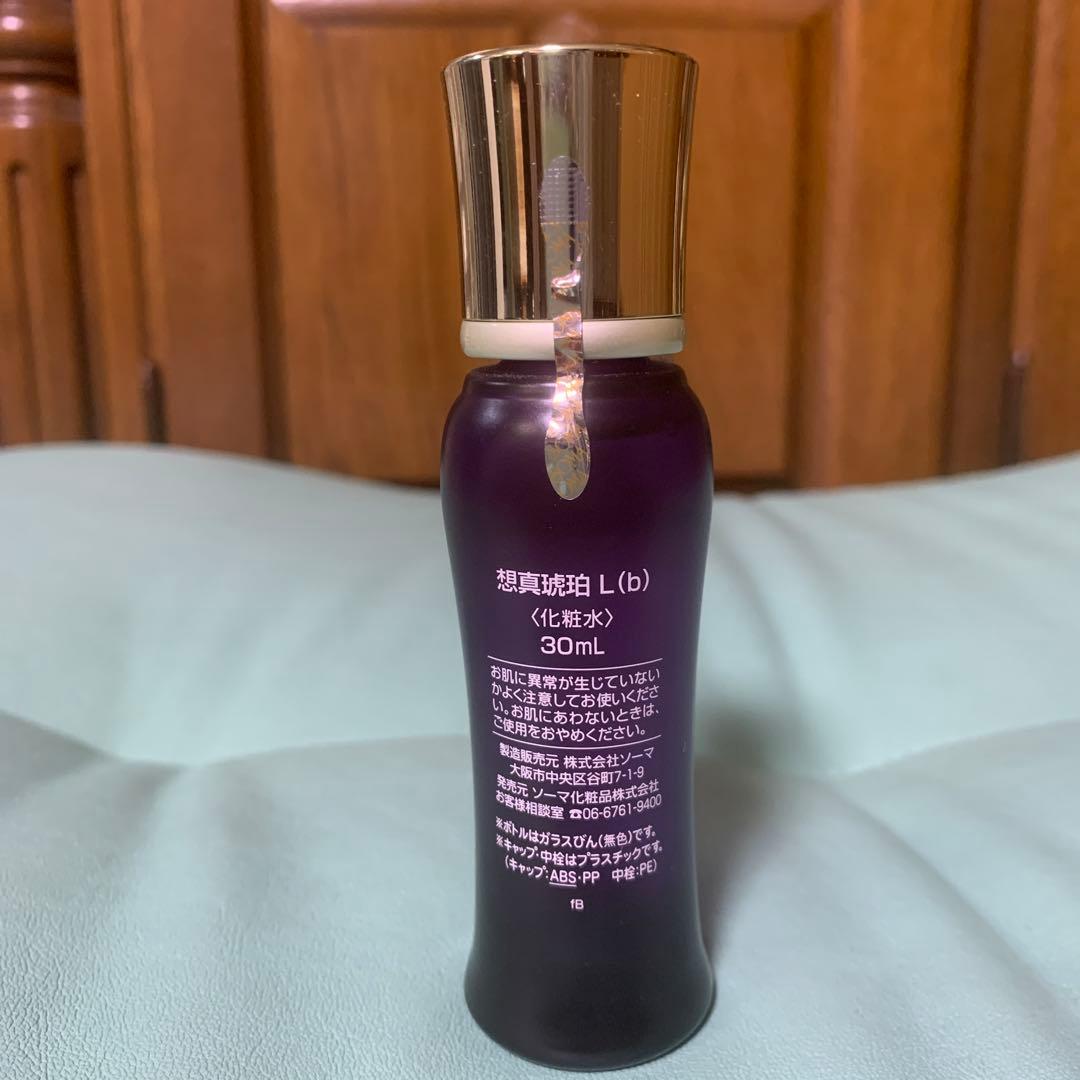 想真琥珀 L(b)
〈化粧水〉
30mL
お肌に異常が生じていない
かよく注意してお使いくださ
い。お肌にあわないときは、
ご使用をおやめください。
製造販売元 株式会社ソーマ
大阪市中央区谷町7-1-9
発売元 ソーマ化粧品株式会社
お客様相談室 ☎06-6761-9400
※ボトルはガラスびん(無色)です。
※キャップ・中栓はプラスチックです。
(キャップ:ABS・PP 中栓:PE)
fB